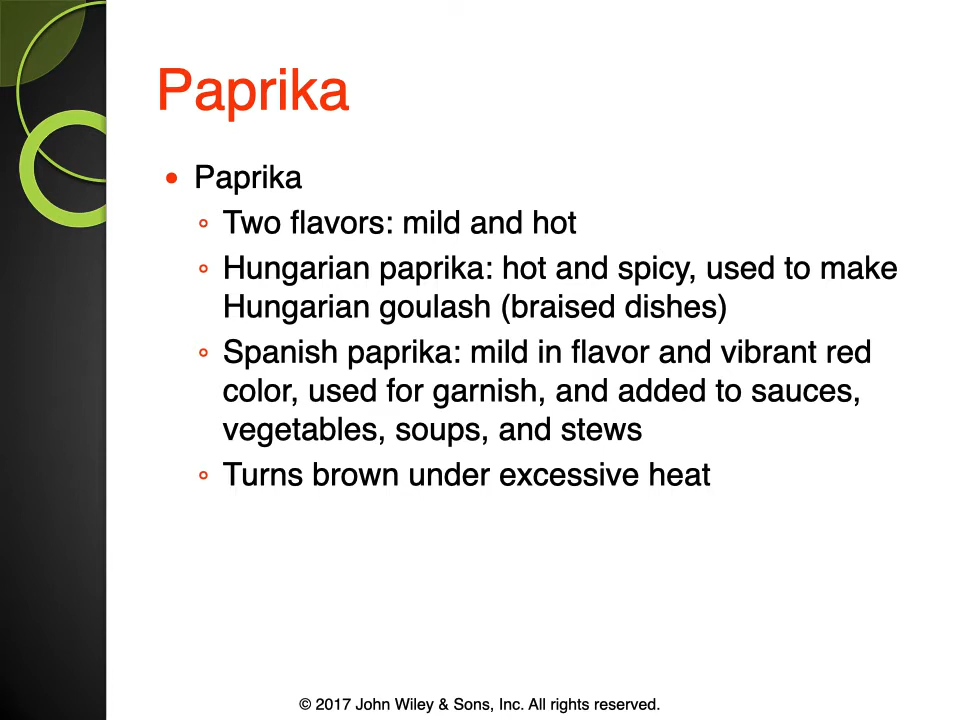 Paprika
• Paprika
◦ Two flavors: mild and hot
◦ Hungarian paprika: hot and spicy, used to make
Hungarian goulash (braised dishes)
◦ Spanish paprika: mild in flavor and vibrant red
color, used for garnish, and added to sauces,
vegetables, soups, and stews
◦ Turns brown under excessive heat
© 2017 John Wiley & Sons, Inc. All rights reserved.